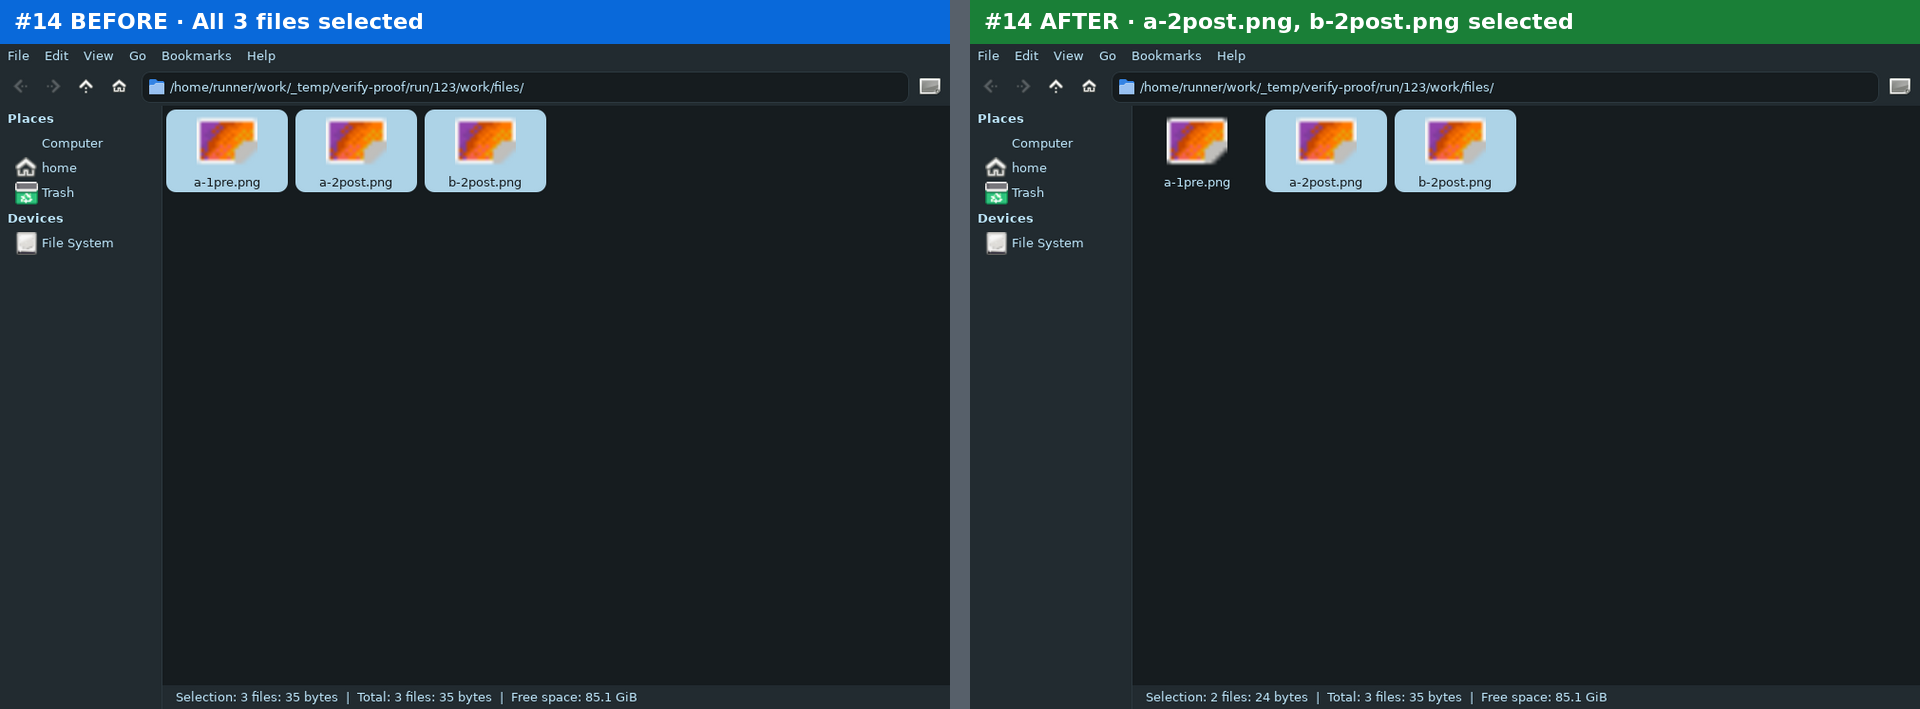 #14 BEFORE · All 3 files selected
File Edit View Go Bookmarks Help
/home/runner/work/_temp/verify-proof/run/123/work/files/
Places
Computer
home
Trash
Devices
File System
a-1pre.png
a-2post.png
b-2post.png
Selection: 3 files: 35 bytes | Total: 3 files: 35 bytes | Free space: 85.1 GiB
#14 AFTER · a-2post.png, b-2post.png selected
File Edit View Go Bookmarks Help
/home/runner/work/_temp/verify-proof/run/123/work/files/
Places
Computer
home
Trash
Devices
File System
a-1pre.png
a-2post.png
b-2post.png
Selection: 2 files: 24 bytes | Total: 3 files: 35 bytes | Free space: 85.1 GiB